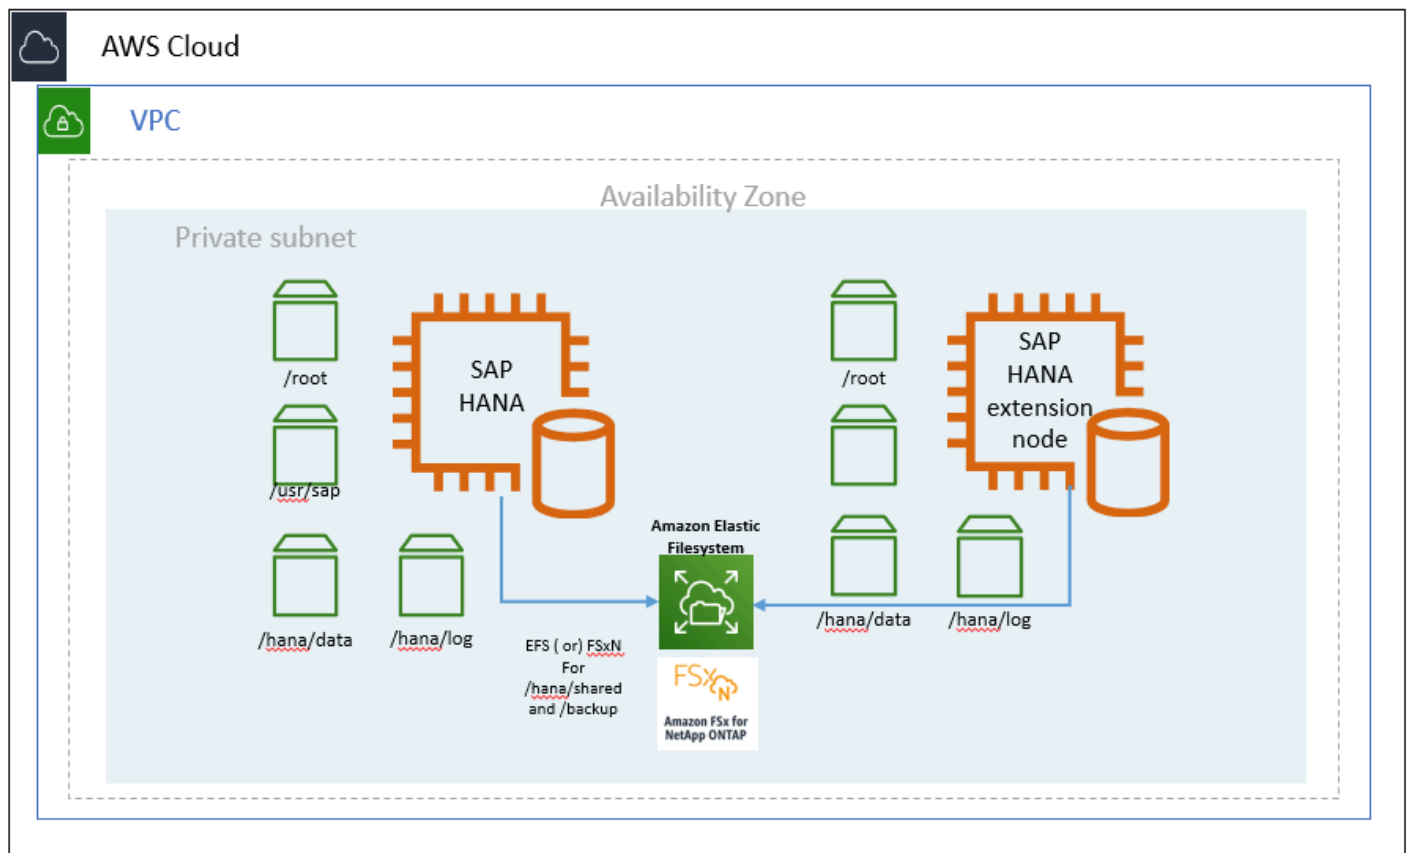 AWS Cloud
VPC
Availability Zone
Private subnet
/root
/usr/sap
/hana/data
/hana/log
SAP
HANA
EFS ( or) FSxN
For
/hana/shared
and /backup
Amazon Elastic
Filesystem
FSx
N
Amazon FSx for
NetApp ONTAP
/root
/hana/data
/hana/log
SAP
HANA
extension
node